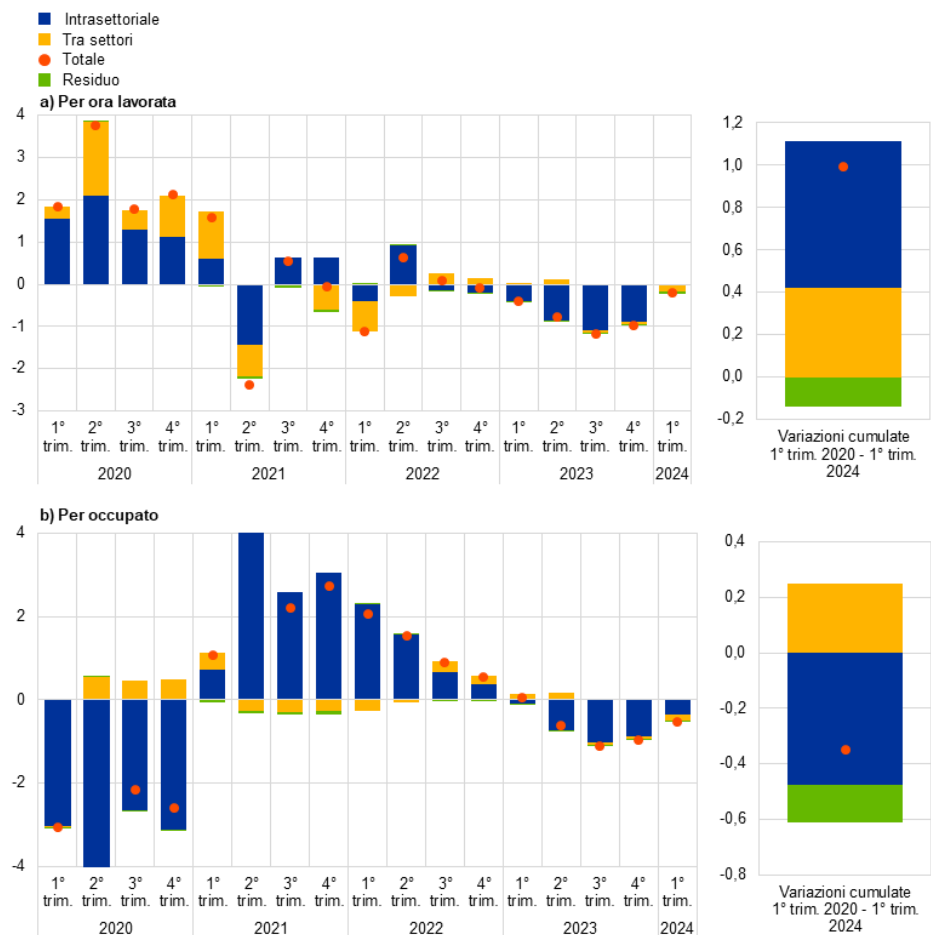 Intrasettoriale
Tra settori
Totale
Residuo
a) Per ora lavorata
4
3
2
1
0
-1
-2
-3
1° trim. 2° trim. 3° trim. 4° trim. 1° trim. 2° trim. 3° trim. 4° trim. 1° trim. 2° trim. 3° trim. 4° trim. 1° trim. 2° trim. 3° trim. 4° trim. 1° trim.
2020 2021 2022 2023 2024
1,2
1,0
0,8
0,6
0,4
0,2
0,0
-0,2
Variazioni cumulate
1° trim. 2020 - 1° trim.
2024
b) Per occupato
4
2
0
-2
-4
1° trim. 2° trim. 3° trim. 4° trim. 1° trim. 2° trim. 3° trim. 4° trim. 1° trim. 2° trim. 3° trim. 4° trim. 1° trim. 2° trim. 3° trim. 4° trim. 1° trim.
2020 2021 2022 2023 2024
0,4
0,2
0,0
-0,2
-0,4
-0,6
-0,8
Variazioni cumulate
1° trim. 2020 - 1° trim.
2024